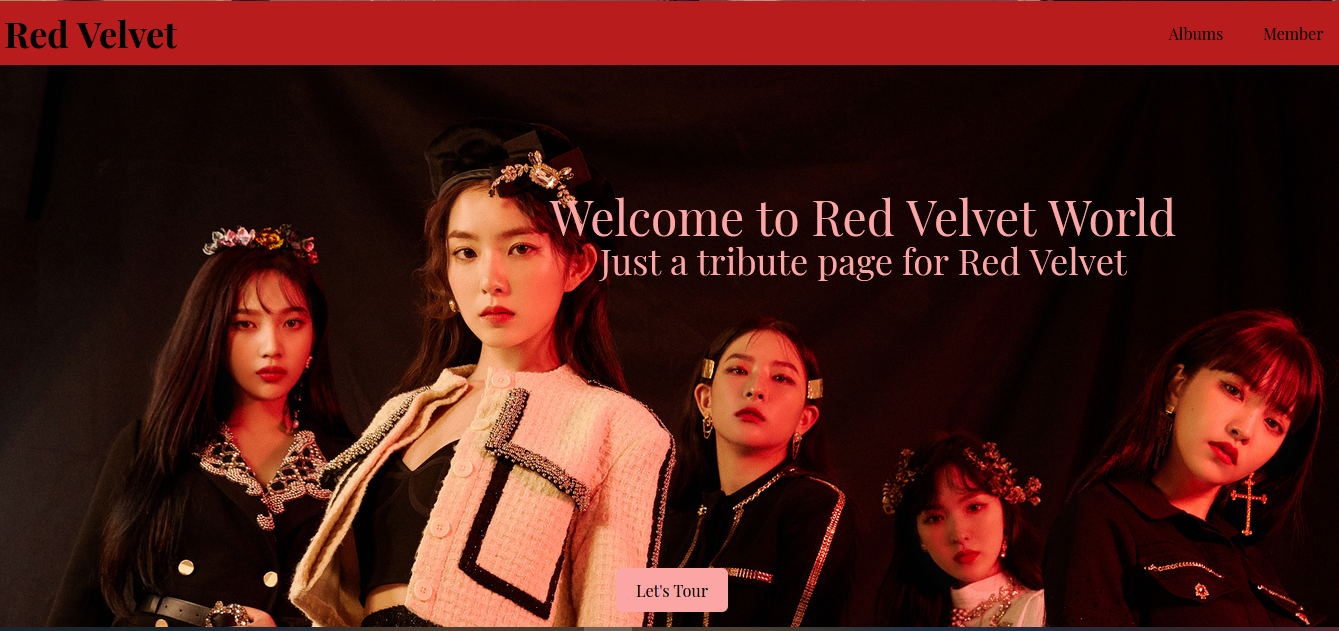 Red Velvet
Albums
Member
Welcome to Red Velvet World
Just a tribute page for Red Velvet
Let's Tour